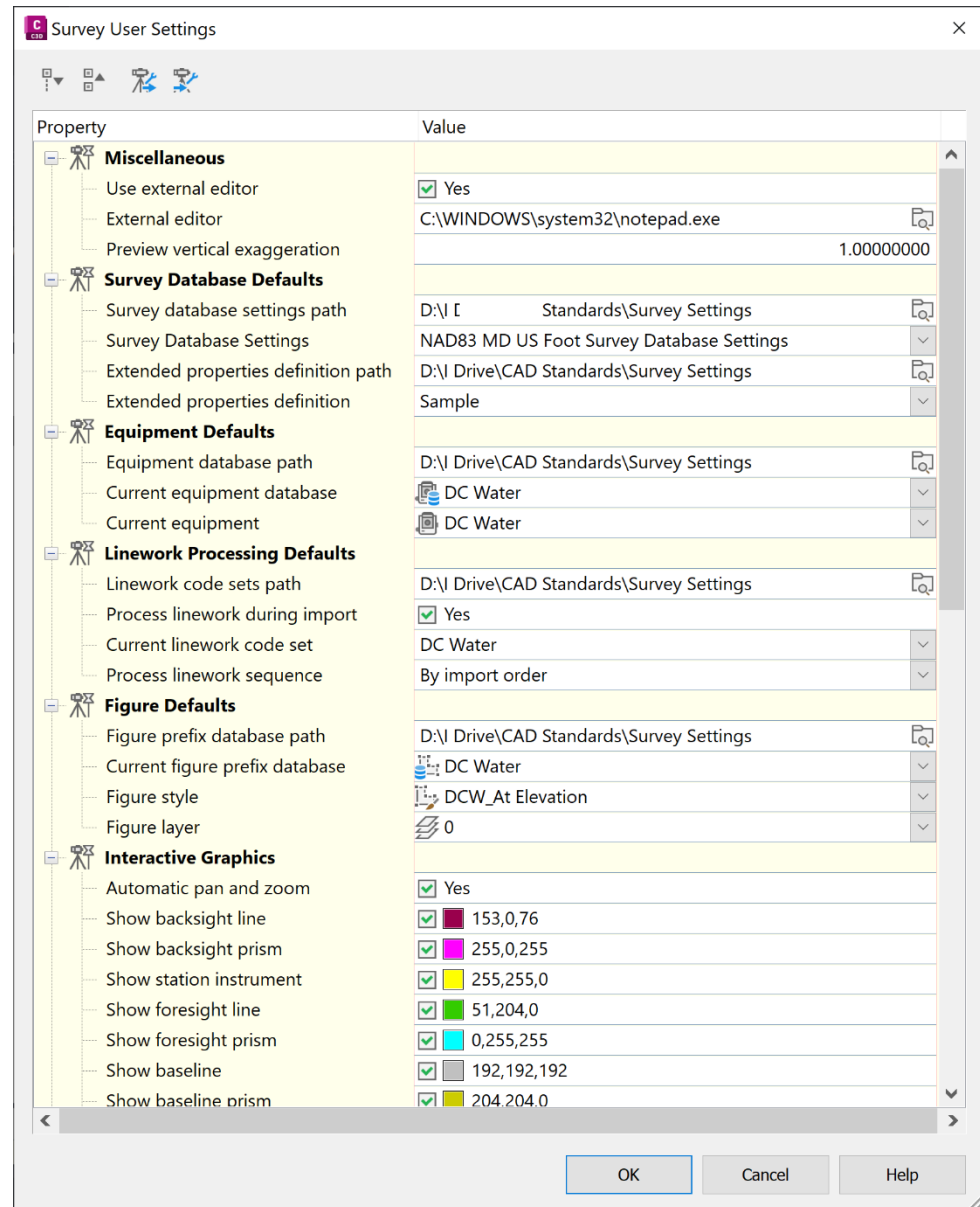 C C3D Survey User Settings
Property Value
Miscellaneous
Use external editor Yes
External editor C:\WINDOWS\system32\notepad.exe
Preview vertical exaggeration 1.00000000
Survey Database Defaults
Survey database settings path D:\I Standards\Survey Settings
Survey Database Settings NAD83 MD US Foot Survey Database Settings
Extended properties definition path D:\I Drive\CAD Standards\Survey Settings
Extended properties definition Sample
Equipment Defaults
Equipment database path D:\I Drive\CAD Standards\Survey Settings
Current equipment database DC Water
Current equipment DC Water
Linework Processing Defaults
Linework code sets path D:\I Drive\CAD Standards\Survey Settings
Process linework during import Yes
Current linework code set DC Water
Process linework sequence By import order
Figure Defaults
Figure prefix database path D:\I Drive\CAD Standards\Survey Settings
Current figure prefix database DC Water
Figure style DCW_At Elevation
Figure layer 0
Interactive Graphics
Automatic pan and zoom Yes
Show backsight line 153,0,76
Show backsight prism 255,0,255
Show station instrument 255,255,0
Show foresight line 51,204,0
Show foresight prism 0,255,255
Show baseline 192,192,192
Show baseline prism 204,204,0
OK Cancel Help